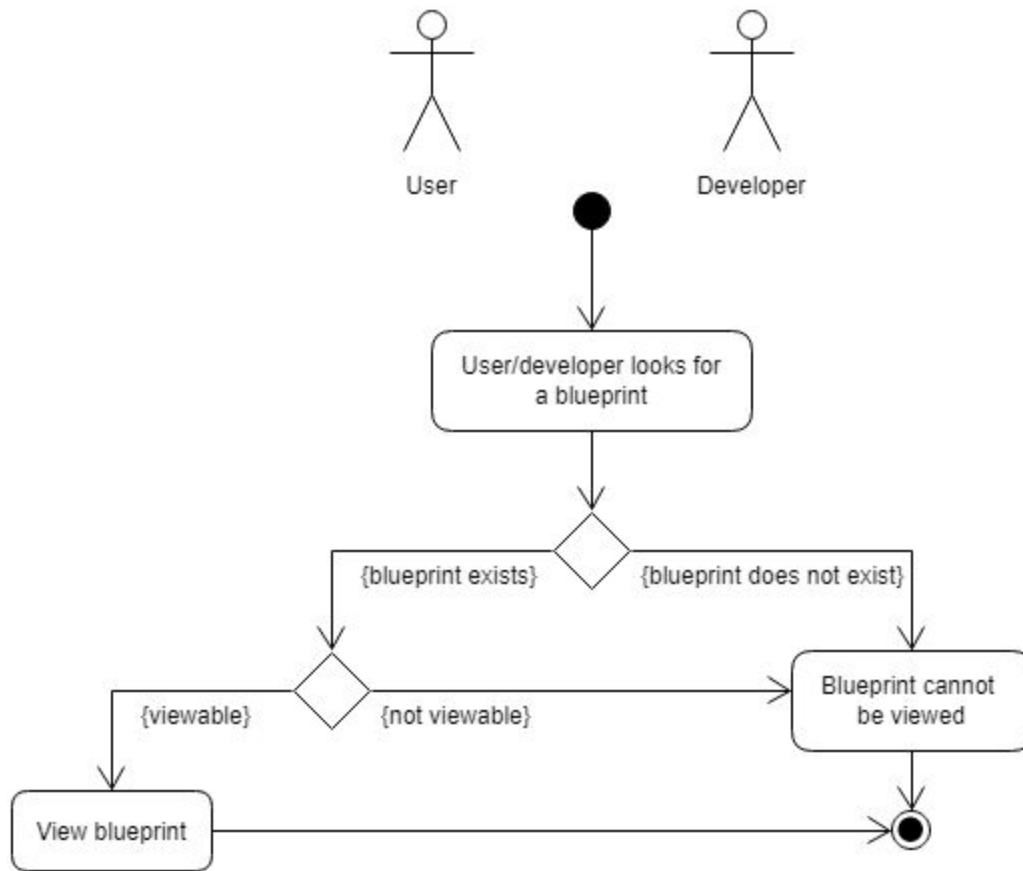 User
Developer
User/developer looks for
a blueprint
{blueprint exists}
{blueprint does not exist}
{viewable}
{not viewable}
Blueprint cannot
be viewed
View blueprint